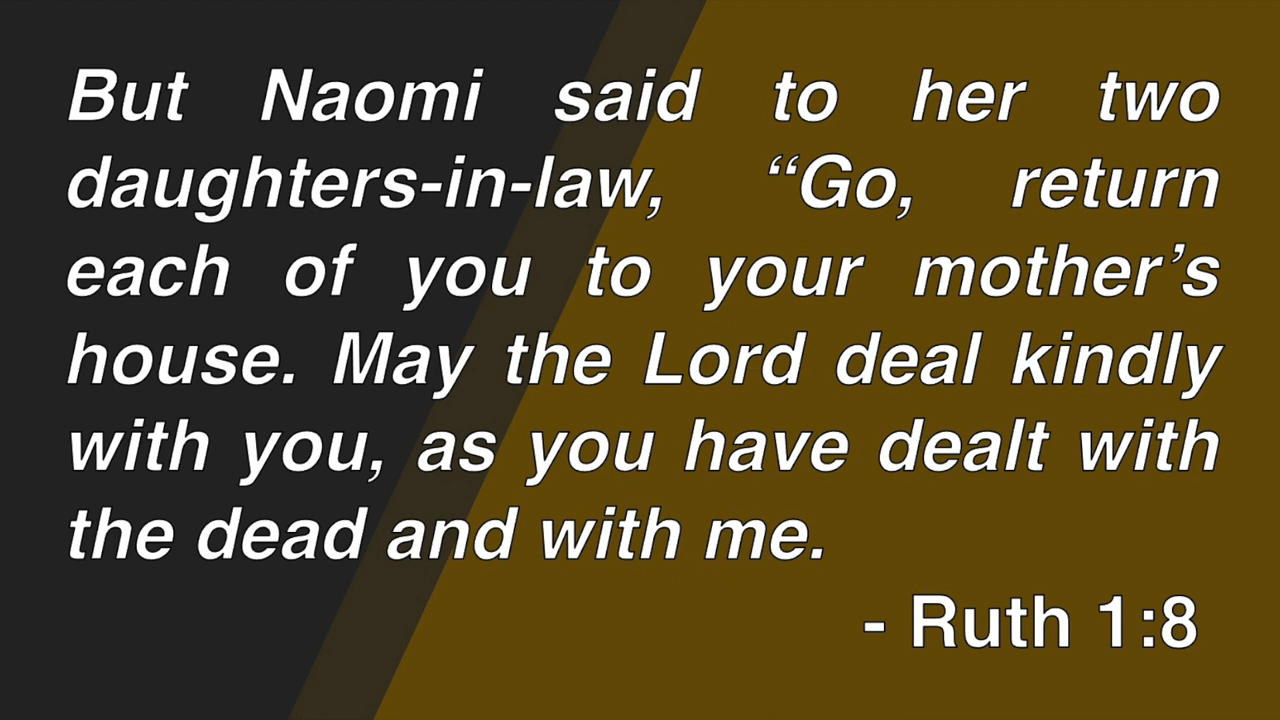 But Naomi said to her two
daughters-in-law, “Go, return
each of you to your mother’s
house. May the Lord deal kindly
with you, as you have dealt with
the dead and with me.
- Ruth 1:8